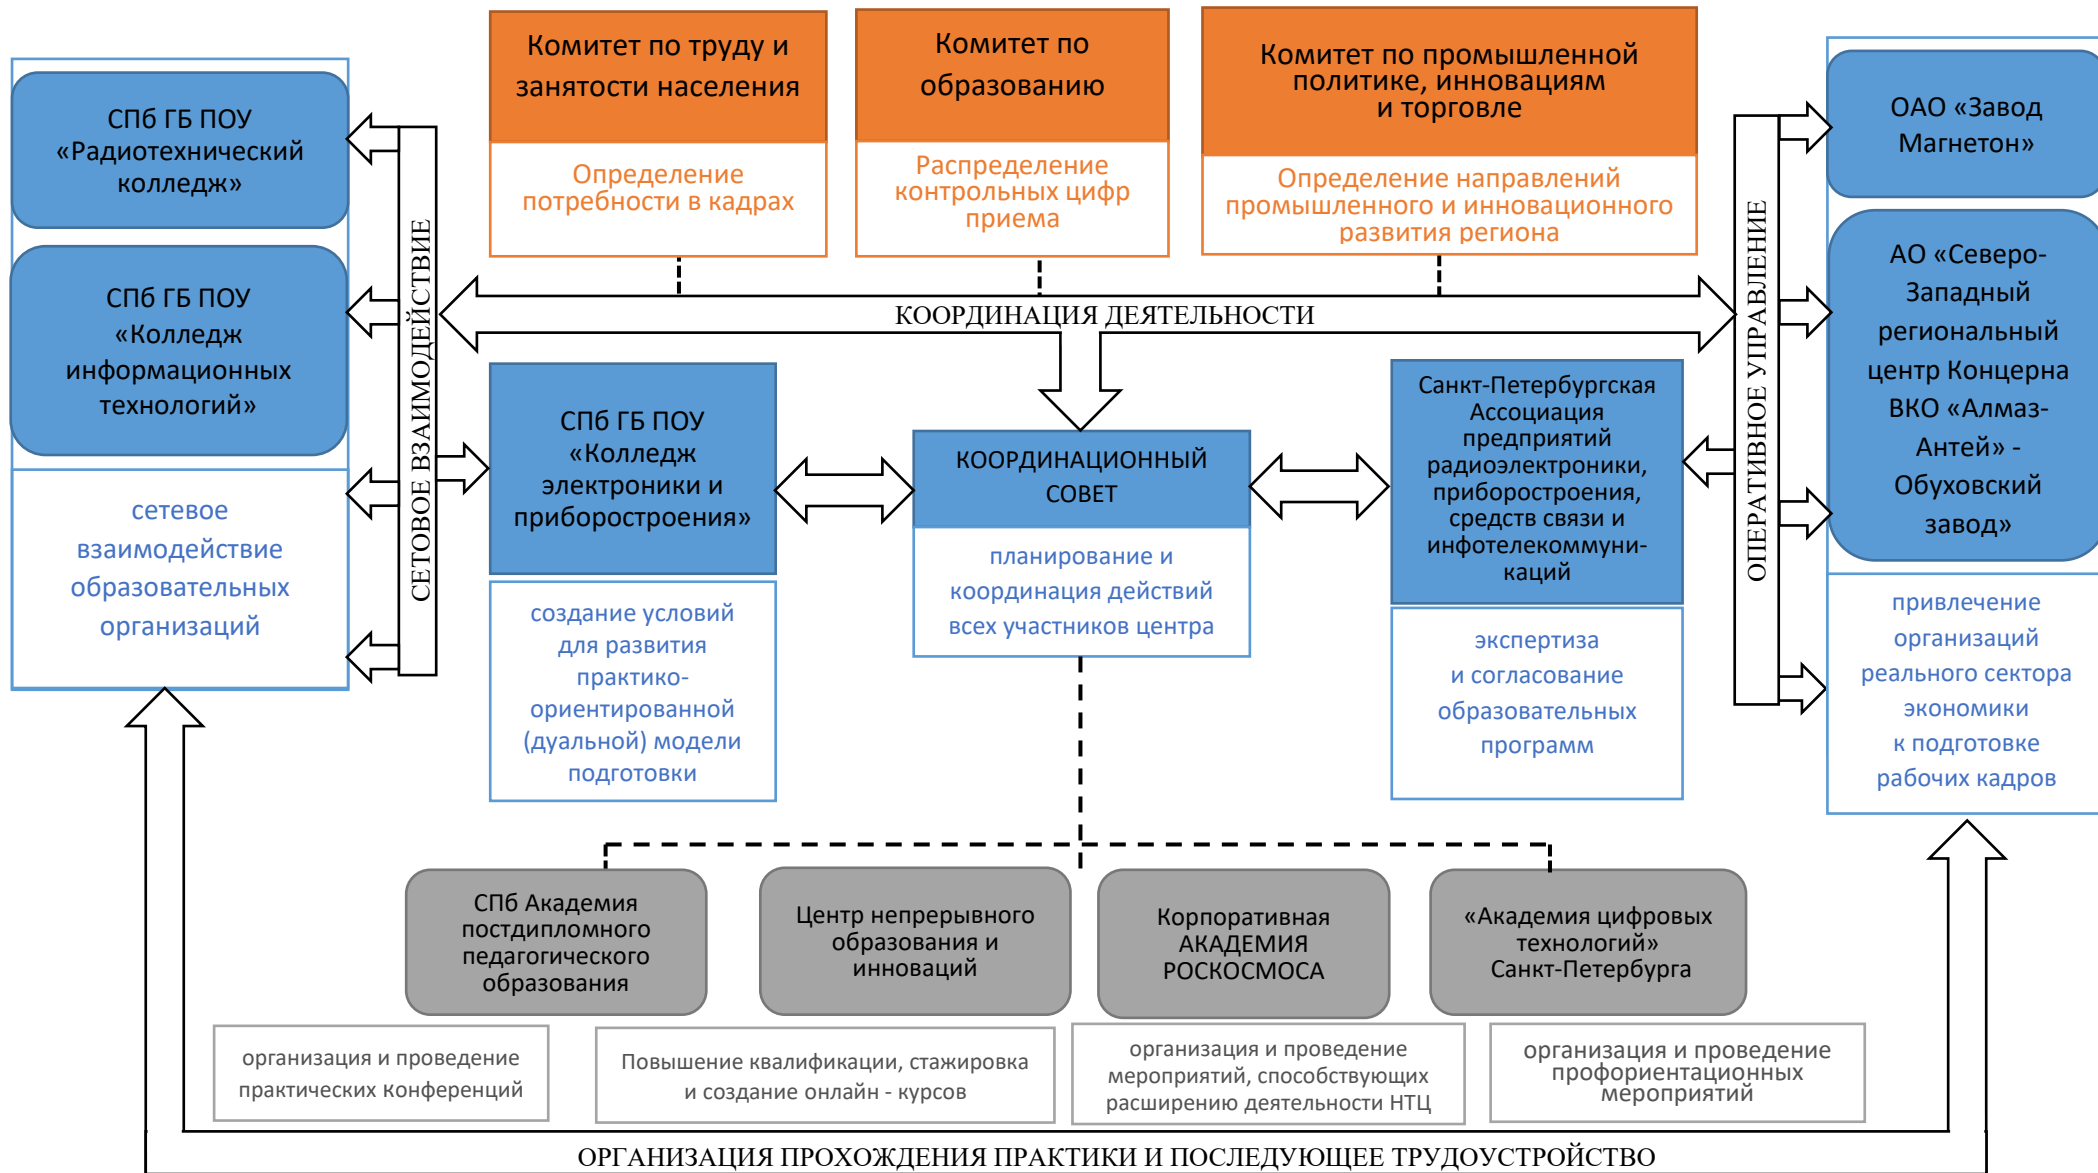 Комитет по труду и
занятости населения
Определение
потребности в кадрах
Комитет по
образованию
Распределение
контрольных цифр
приема
Комитет по промышленной
политике, инновациям
и торговле
Определение направлений
промышленного и инновационного
развития региона
СПб ГБ ПОУ
«Радиотехнический
колледж»
СПб ГБ ПОУ
«Колледж
информационных
технологий»
сетевое
взаимодействие
образовательных
организаций
СЕТОВОЕ ВЗАИМОДЕЙСТВИЕ
КООРДИНАЦИЯ ДЕЯТЕЛЬНОСТИ
СПб ГБ ПОУ
«Колледж
электроники и
приборостроения»
создание условий
для развития
практико-
ориентированной
(дуальной) модели
подготовки
КООРДИНАЦИОННЫЙ
СОВЕТ
планирование и
координация действий
всех участников центра
Санкт-Петербургская
Ассоциация
предприятий
радиоэлектроники,
приборостроения,
средств связи и
инфотелекоммуни-
каций
экспертиза
и согласование
образовательных
программ
ОПЕРАТИВНОЕ УПРАВЛЕНИЕ
ОАО «Завод
Магнетон»
АО «Северо-
Западный
региональный
центр Концерна
ВКО «Алмаз-
Антей» -
Обуховский
завод»
привлечение
организаций
реального сектора
экономики
к подготовке
рабочих кадров
СПб Академия
постдипломного
педагогического
образования
Центр непрерывного
образования и
инноваций
Корпоративная
АКАДЕМИЯ
РОСКОСМОСА
«Академия цифровых
технологий»
Санкт-Петербурга
организация и проведение
практических конференций
Повышение квалификации, стажировка
и создание онлайн - курсов
организация и проведение
мероприятий, способствующих
расширению деятельности НТЦ
организация и проведение
профориентационных
мероприятий
ОРГАНИЗАЦИЯ ПРОХОЖДЕНИЯ ПРАКТИКИ И ПОСЛЕДУЮЩЕЕ ТРУДОУСТРОЙСТВО